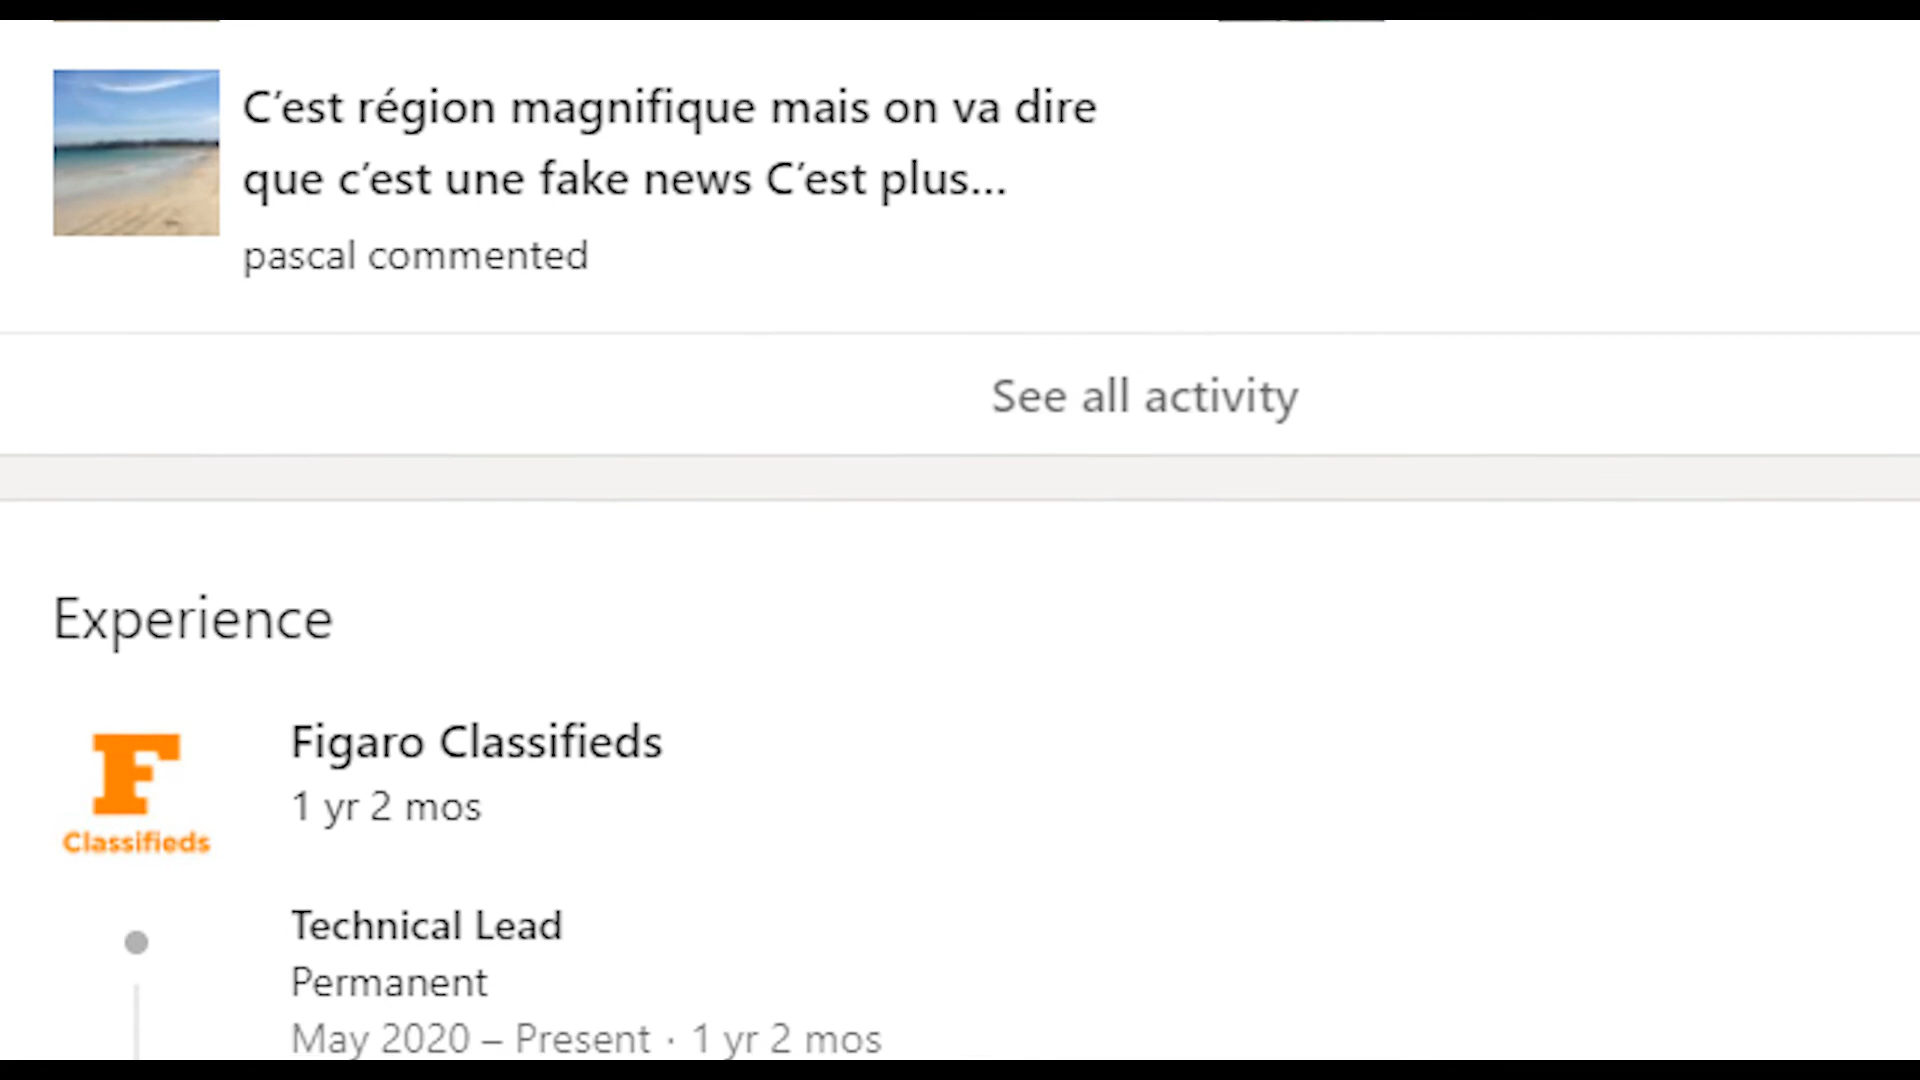 C’est région magnifique mais on va dire
que c’est une fake news C’est plus...
pascal commented
See all activity
Experience
F
Classifieds
Figaro Classifieds
1 yr 2 mos
Technical Lead
Permanent
May 2020 – Present · 1 yr 2 mos